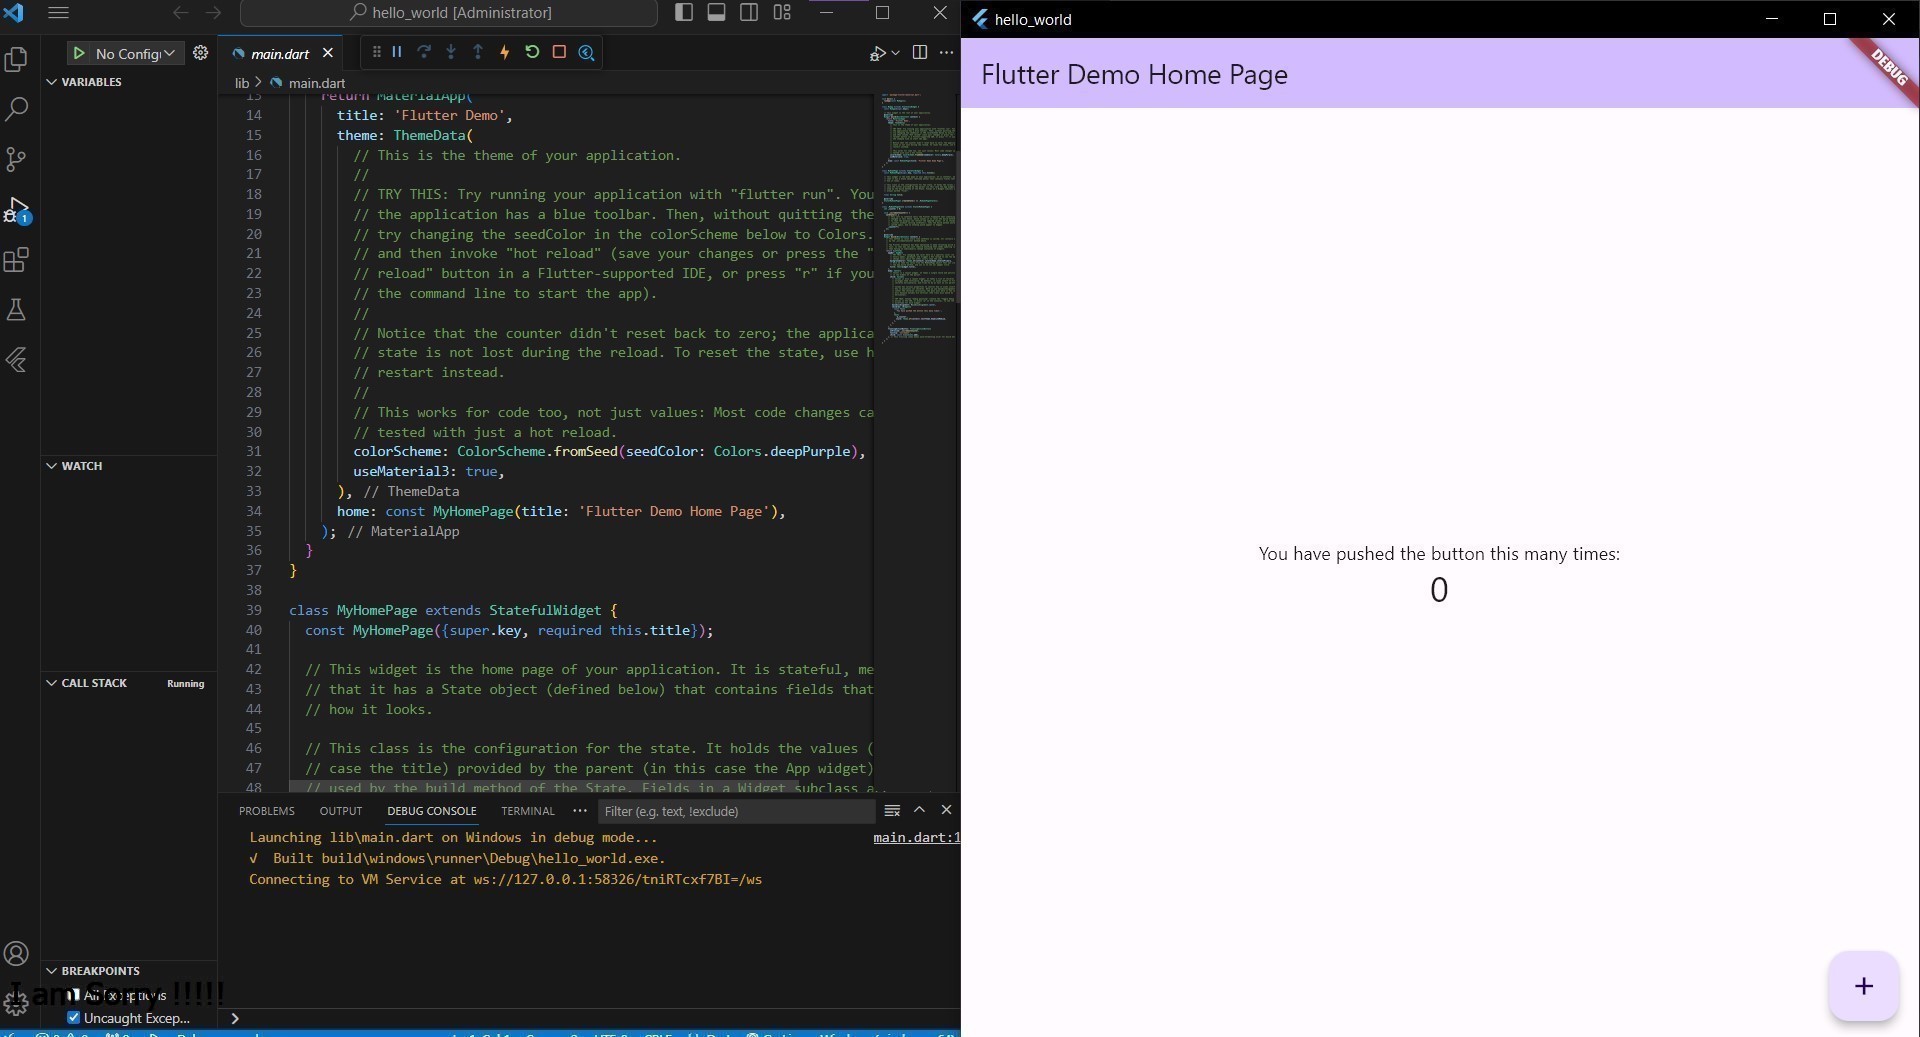 hello_world [Administrator]
No Config
main.dart
VARIABLES
lib > main.dart
13 return MaterialApp(
14 title: 'Flutter Demo',
15 theme: ThemeData(
16 // This is the theme of your application.
17 //
18 // TRY THIS: Try running your application with "flutter run". You
19 // the application has a blue toolbar. Then, without quitting the
20 // try changing the seedColor in the colorScheme below to Colors.
21 // and then invoke "hot reload" (save your changes or press the "
22 // reload" button in a Flutter-supported IDE, or press "r" if you
23 // the command line to start the app).
24 //
25 // Notice that the counter didn't reset back to zero; the applica
26 // state is not lost during the reload. To reset the state, use h
27 // restart instead.
28 //
29 // This works for code too, not just values: Most code changes ca
30 // tested with just a hot reload.
31 colorScheme: ColorScheme.fromSeed(seedColor: Colors.deepPurple),
32 useMaterial3: true,
33 ), // ThemeData
34 home: const MyHomePage(title: 'Flutter Demo Home Page'),
35 ); // MaterialApp
36 }
37 }
38
39 class MyHomePage extends StatefulWidget {
40 const MyHomePage({super.key, required this.title});
41
42 // This widget is the home page of your application. It is stateful, me
43 // that it has a State object (defined below) that contains fields that
44 // how it looks.
45
46 // This class is the configuration for the state. It holds the values (
47 // case the title) provided by the parent (in this case the App widget)
48 // used by the build method of the State. Fields in a Widget subclass a
1
WATCH
CALL STACK Running
BREAKPOINTS
All Exceptions
I am Sorry !!!!!
Uncaught Excep...
PROBLEMS OUTPUT DEBUG CONSOLE TERMINAL ... Filter (e.g. text, !exclude)
Launching lib\main.dart on Windows in debug mode... main.dart:1
√ Built build\windows\runner\Debug\hello_world.exe.
Connecting to VM Service at ws://127.0.0.1:58326/tniRTcxf7BI=/ws
>
hello_world
Flutter Demo Home Page
DEBUG
You have pushed the button this many times:
0
+